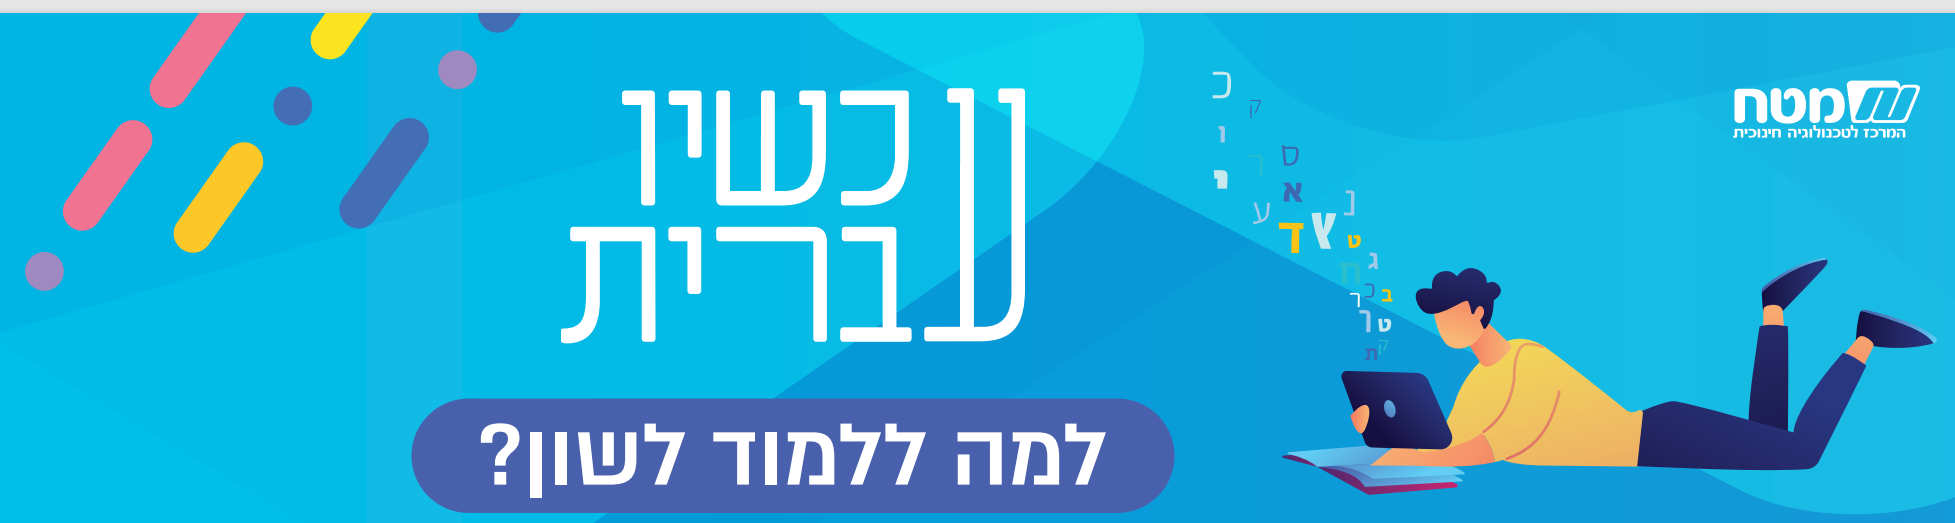 עכשיו
עברית
למה ללמוד לשון?
מטח
המרכז לטכנולוגיה חינוכית
כ
ק
ו
ס
ר
י
א
נ
ע
ד
צ
ט
ג
ת
כ
ב
ר
ך
ט
ק
ת